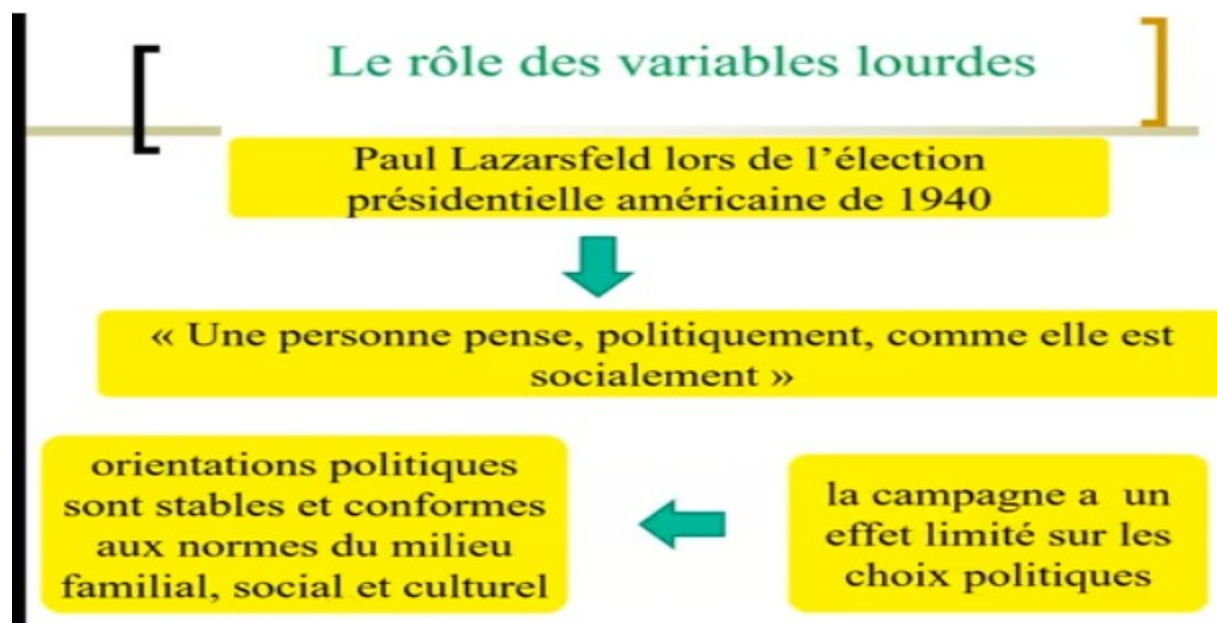 Le rôle des variables lourdes
Paul Lazarsfeld lors de l’élection
présidentielle américaine de 1940
« Une personne pense, politiquement, comme elle est
socialement »
orientations politiques
sont stables et conformes
aux normes du milieu
familial, social et culturel
la campagne a un
effet limité sur les
choix politiques